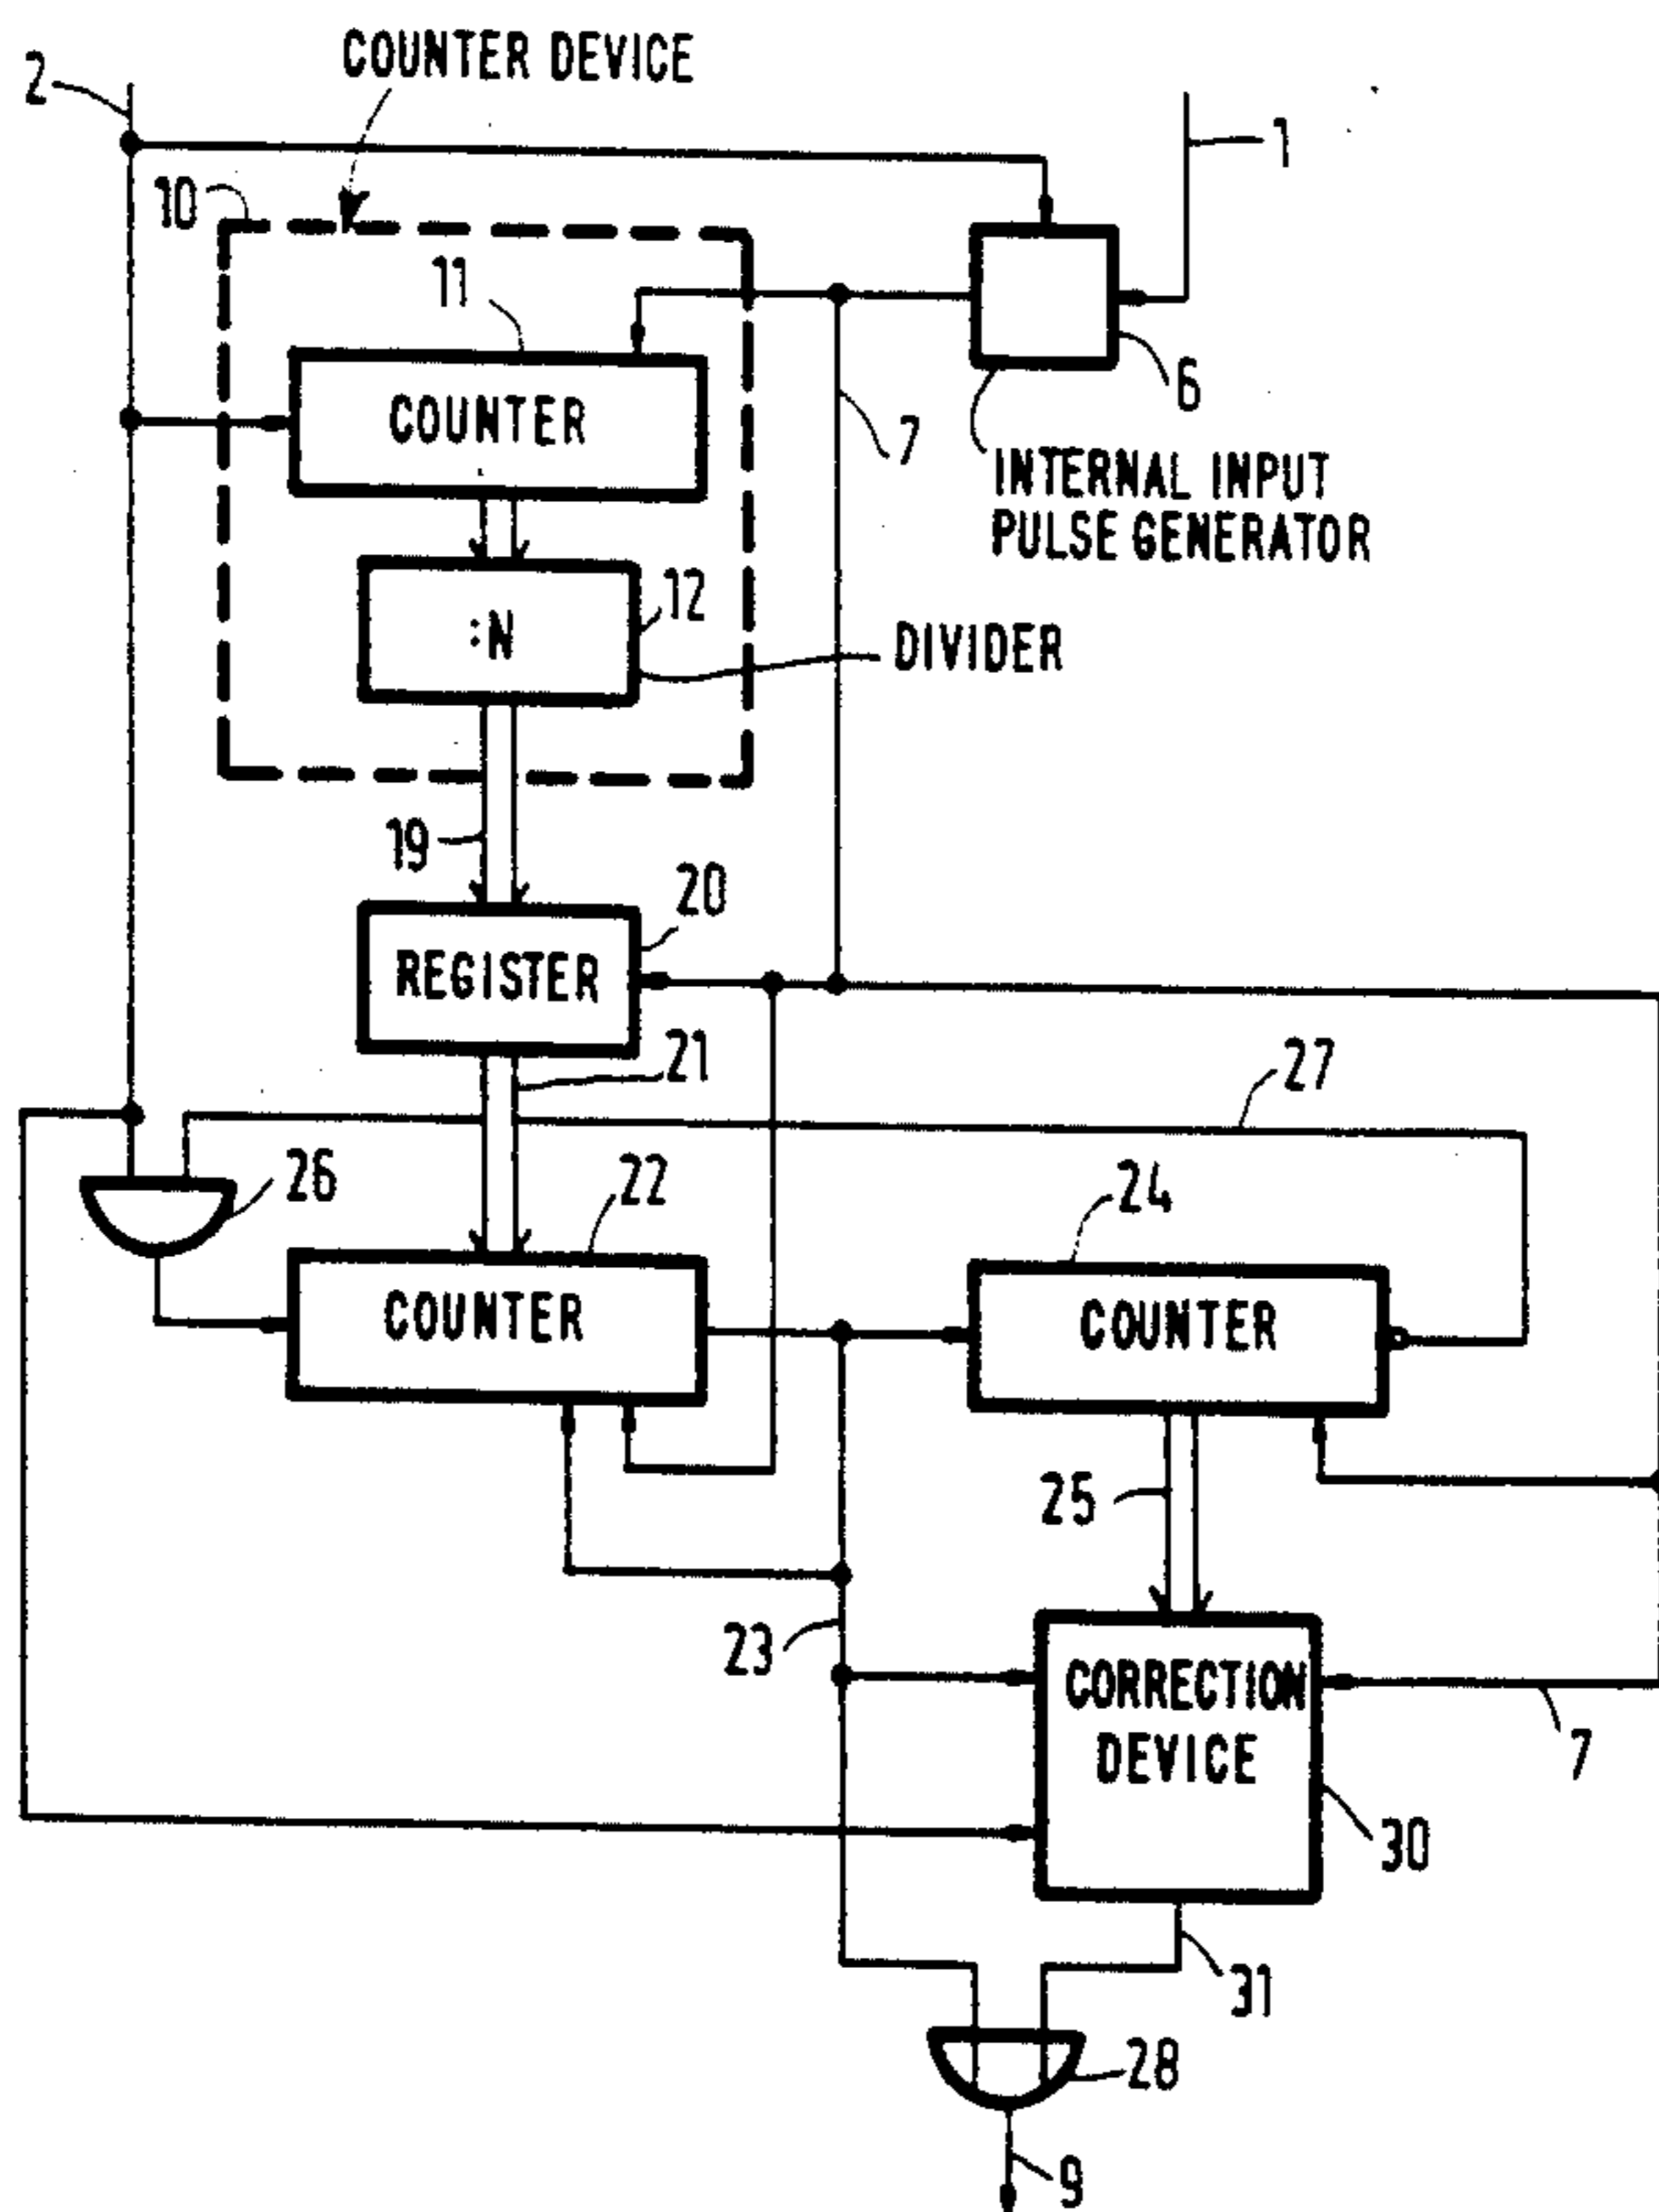 COUNTER DEVICE
2
1
10
11
COUNTER
6
7
INTERNAL INPUT
PULSE GENERATOR
12
:N
DIVIDER
19
20
REGISTER
21
27
26
22
24
COUNTER
COUNTER
25
23
CORRECTION
DEVICE
7
30
31
28
9